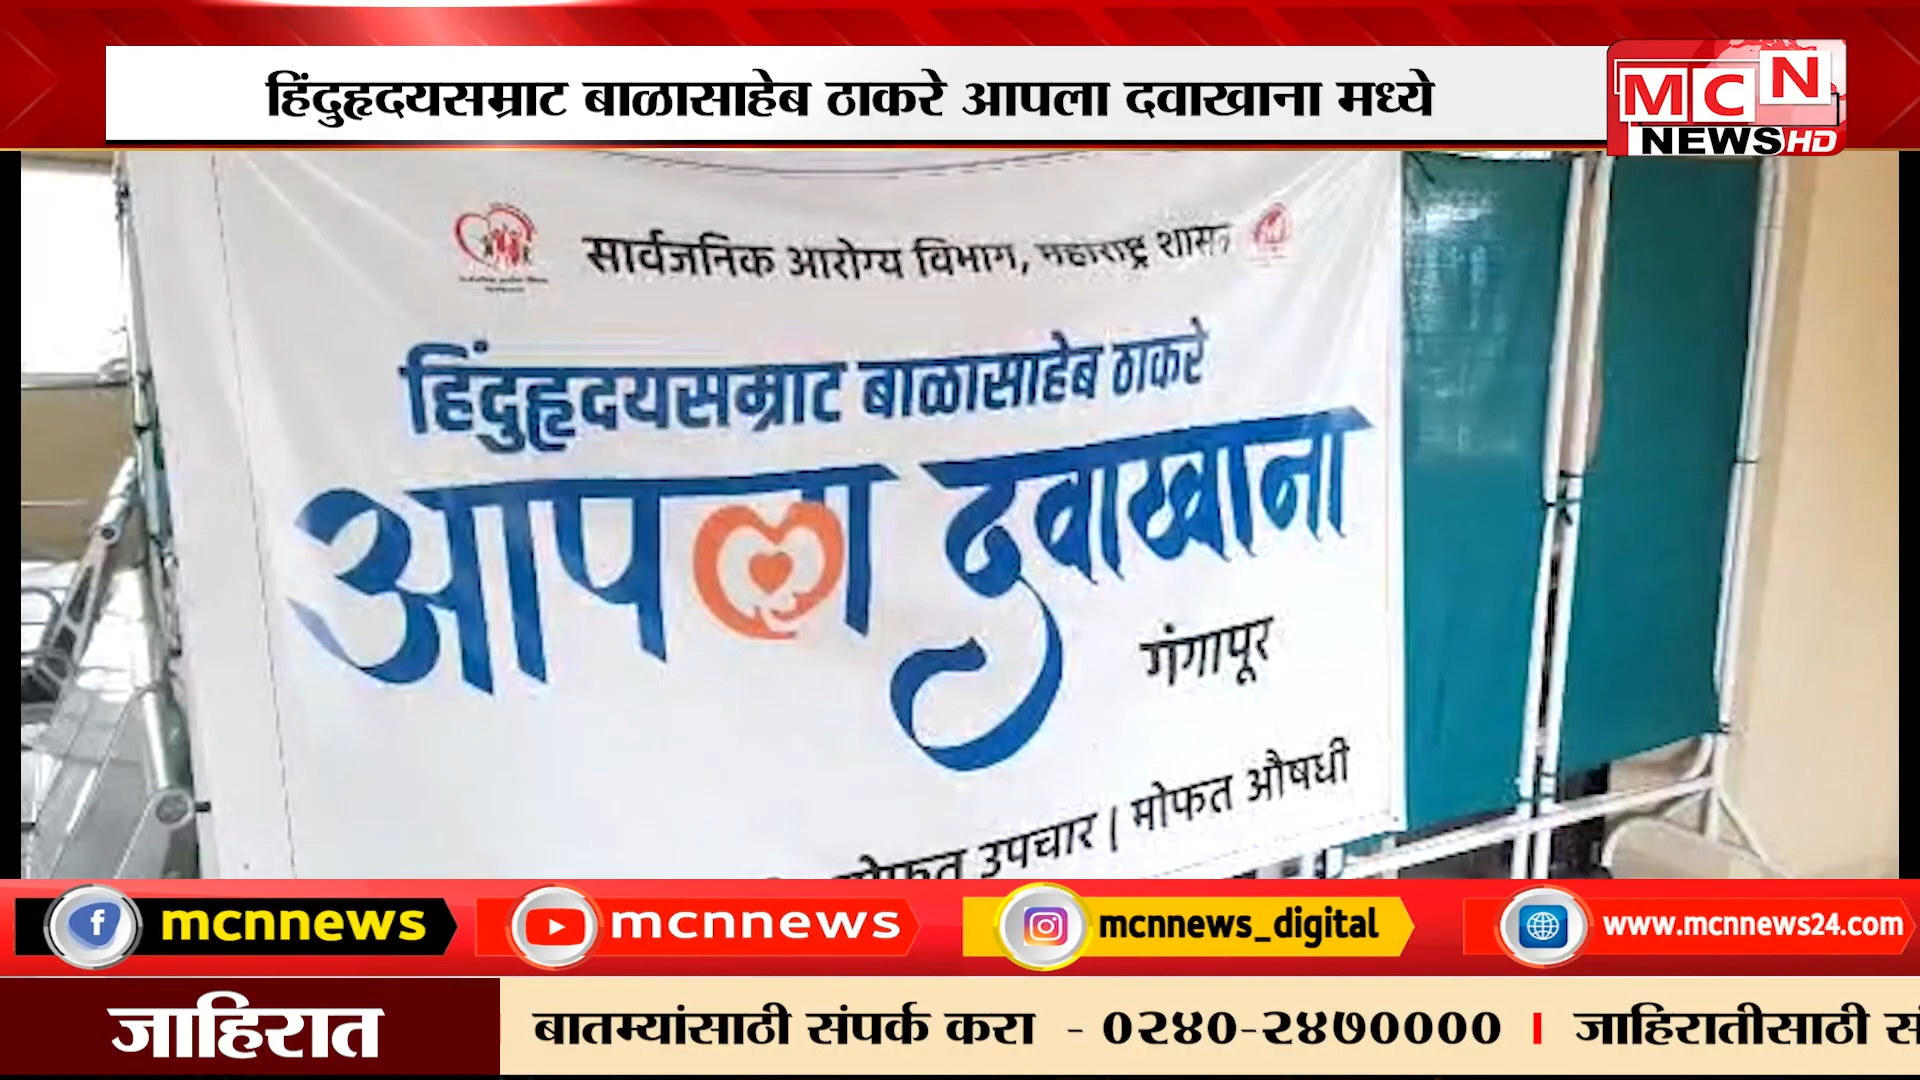 हिंदुहृदयसम्राट बाळासाहेब ठाकरे आपला दवाखाना मध्ये
MCN
NEWS HD
सार्वजनिक आरोग्य विभाग, महाराष्ट्र शासन
हिंदुहृदयसम्राट बाळासाहेब ठाकरे
आपला दवाखाना
गंगापूर
मोफत उपचार | मोफत औषधी
mcnnews
mcnnews
mcnnews_digital
www.mcnnews24.com
जाहिरात
बातम्यांसाठी संपर्क करा - ०२४०-२४७०००० । जाहिरातीसाठी